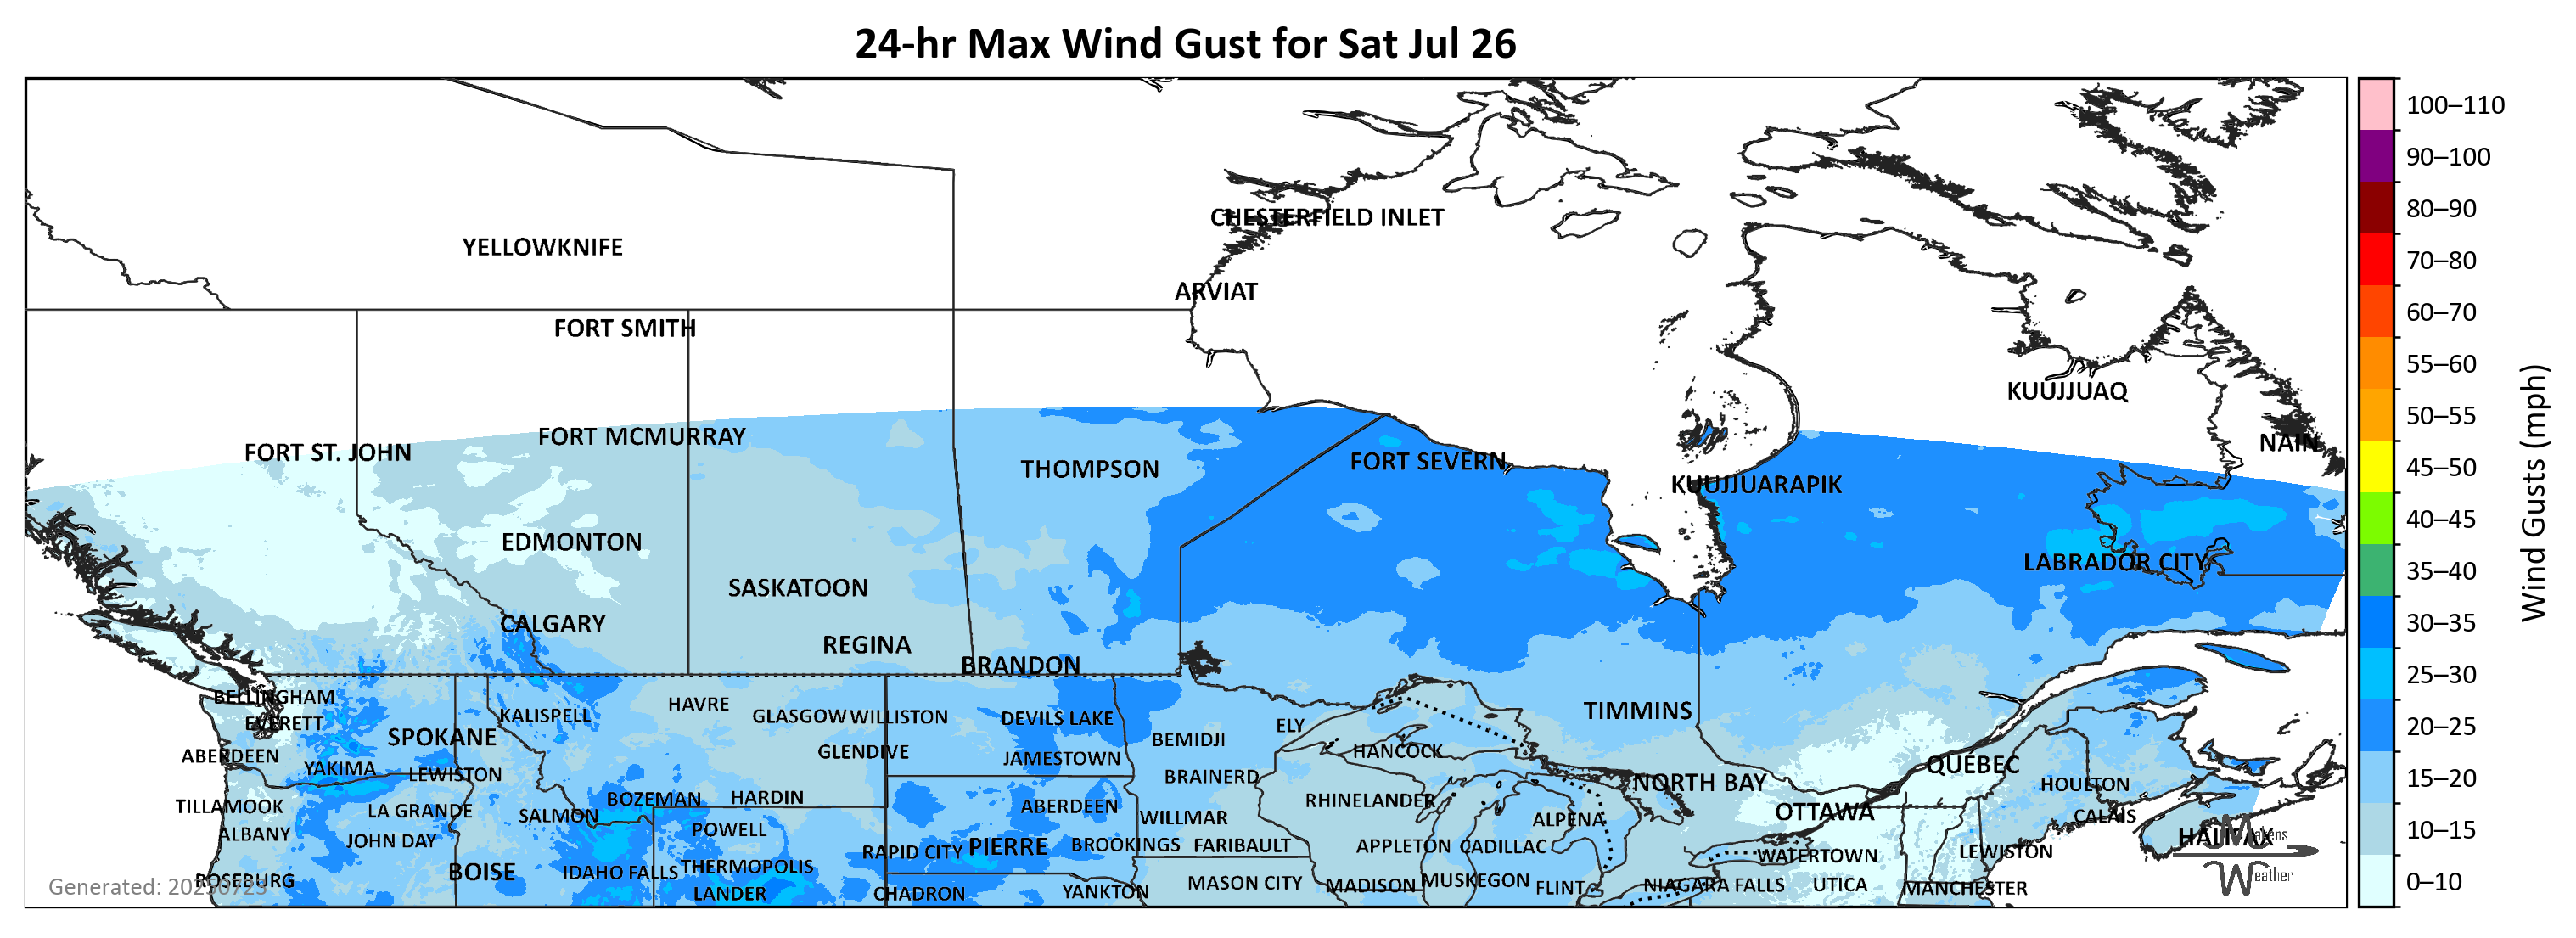 24-hr Max Wind Gust for Sat Jul 26
100–110
90–100
80–90
70–80
60–70
55–60
50–55
45–50
40–45
35–40
30–35
25–30
20–25
15–20
10–15
0–10
Wind Gusts (mph)
CHESTERFIELD INLET
YELLOWKNIFE
ARVIAT
FORT SMITH
KUUJJUAQ
FORT MCMURRAY
NAIN
FORT ST. JOHN
FORT SEVERN
THOMPSON
KUUJJUARAPIK
EDMONTON
LABRADOR CITY
SASKATOON
CALGARY
REGINA
BRANDON
BELLINGHAM
HAVRE
TIMMINS
KALISPELL
GLASGOW
WILLISTON
DEVILS LAKE
EVERETT
ELY
SPOKANE
BEMIDJI
HANCOCK
GLENDIVE
ABERDEEN
JAMESTOWN
QUEBEC
YAKIMA
LEWISTON
BRAINERD
NORTH BAY
HOULTON
BOZEMAN
HARDIN
RHINELANDER
TILLAMOOK
ABERDEEN
LA GRANDE
OTTAWA
SALMON
WILLMAR
CALAIS
ALPENA
POWELL
ALBANY
HALIFAX
JOHN DAY
BROOKINGS
FARIBAULT
APPLETON
CADILLAC
PIERRE
RAPID CITY
LEWISTON
WATERTOWN
THERMOPOLIS
BOISE
IDAHO FALLS
ROSEBURG
MUSKEGON
MASON CITY
MADISON
NIAGARA FALLS
UTICA
FLINT
MANCHESTER
YANKTON
LANDER
CHADRON
Generated: 20250723
Makens
Weather